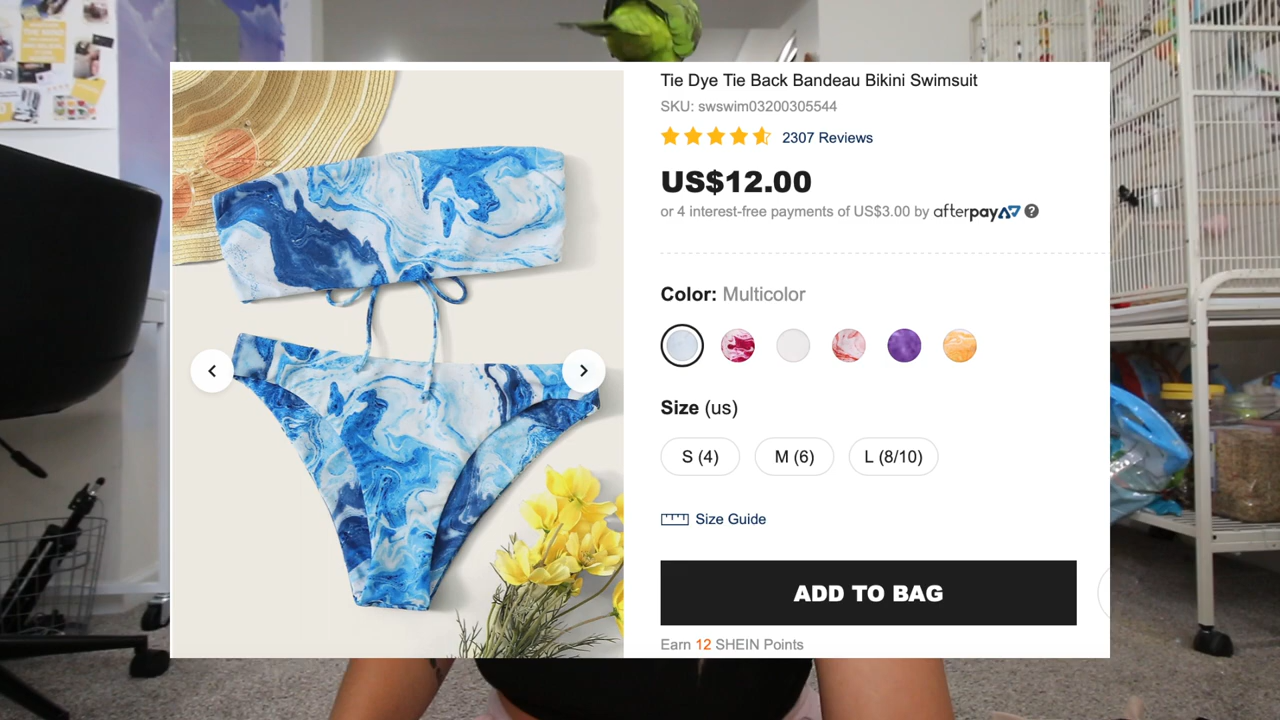 Tie Dye Tie Back Bandeau Bikini Swimsuit
SKU: swswim03200305544
2307 Reviews
US$12.00
or 4 interest-free payments of US$3.00 by afterpay ?
Color: Multicolor
Size (us)
S (4) M (6) L (8/10)
Size Guide
ADD TO BAG
Earn 12 SHEIN Points